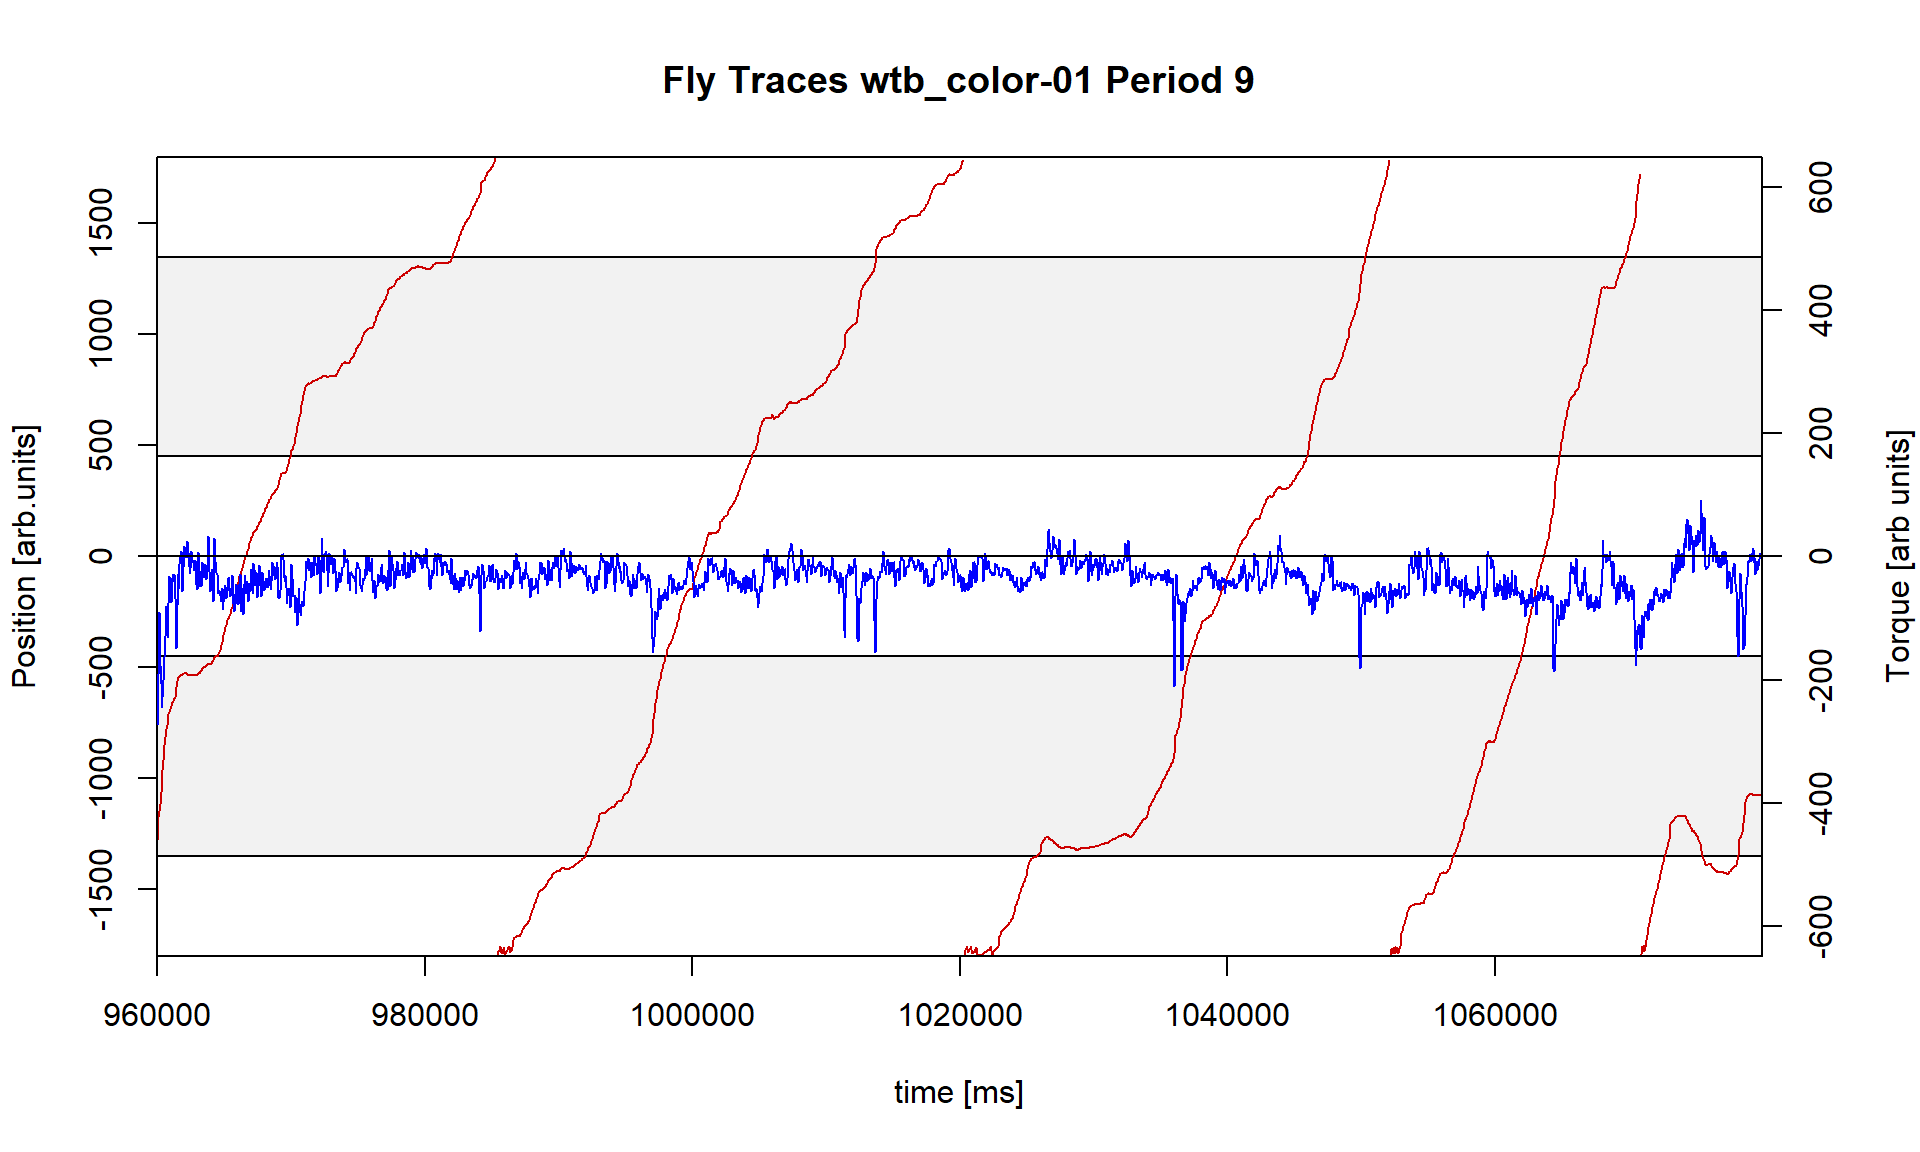 Fly Traces wtb_color-01 Period 9
Position [arb.units]
1500
1000
500
0
-500
-1000
-1500
600
400
200
0
-200
-400
-600
Torque [arb units]
960000 980000 1000000 1020000 1040000 1060000
time [ms]